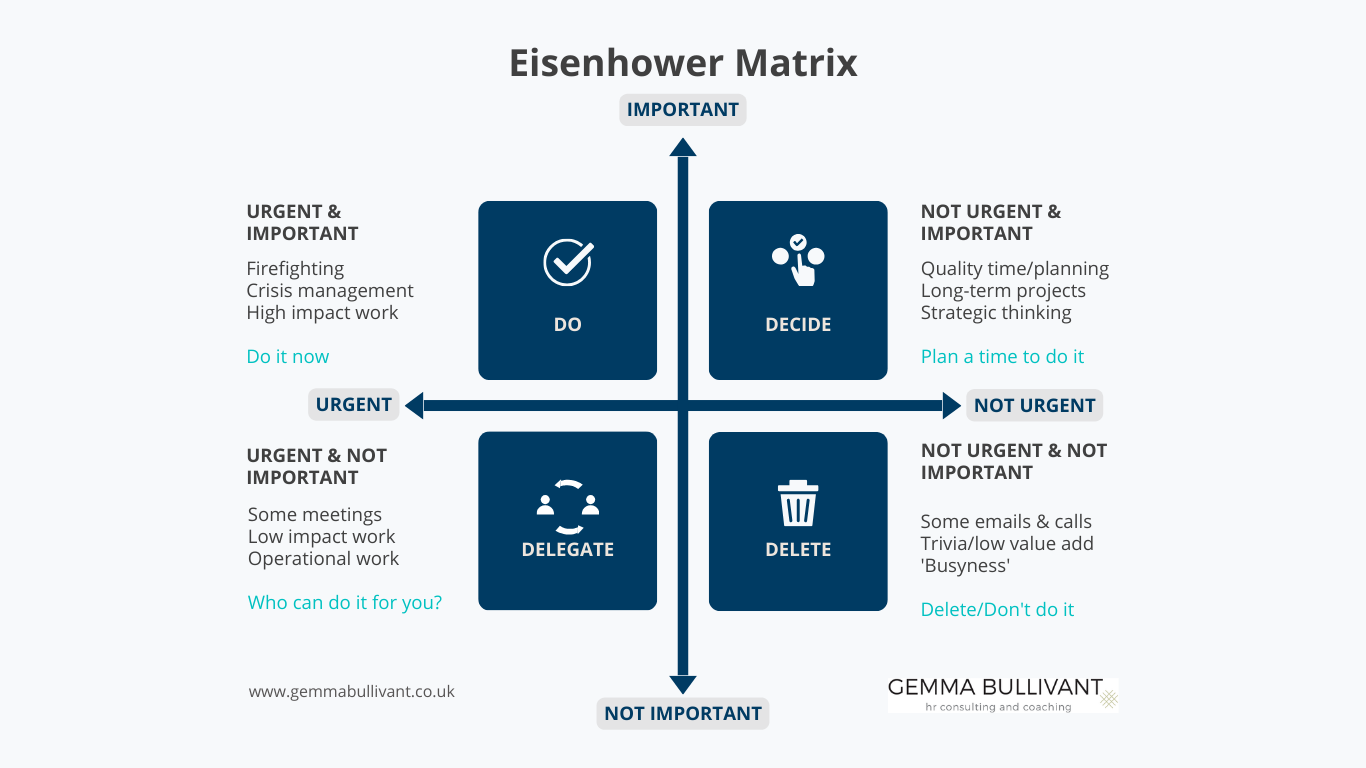 Eisenhower Matrix
IMPORTANT
URGENT &
IMPORTANT
Firefighting
Crisis management
High impact work
Do it now
DO
DECIDE
NOT URGENT &
IMPORTANT
Quality time/planning
Long-term projects
Strategic thinking
Plan a time to do it
URGENT
NOT URGENT
URGENT & NOT
IMPORTANT
Some meetings
Low impact work
Operational work
Who can do it for you?
DELEGATE
DELETE
NOT URGENT & NOT
IMPORTANT
Some emails & calls
Trivia/low value add
'Busyness'
Delete/Don't do it
www.gemmabullivant.co.uk
NOT IMPORTANT
GEMMA BULLIVANT
hr consulting and coaching